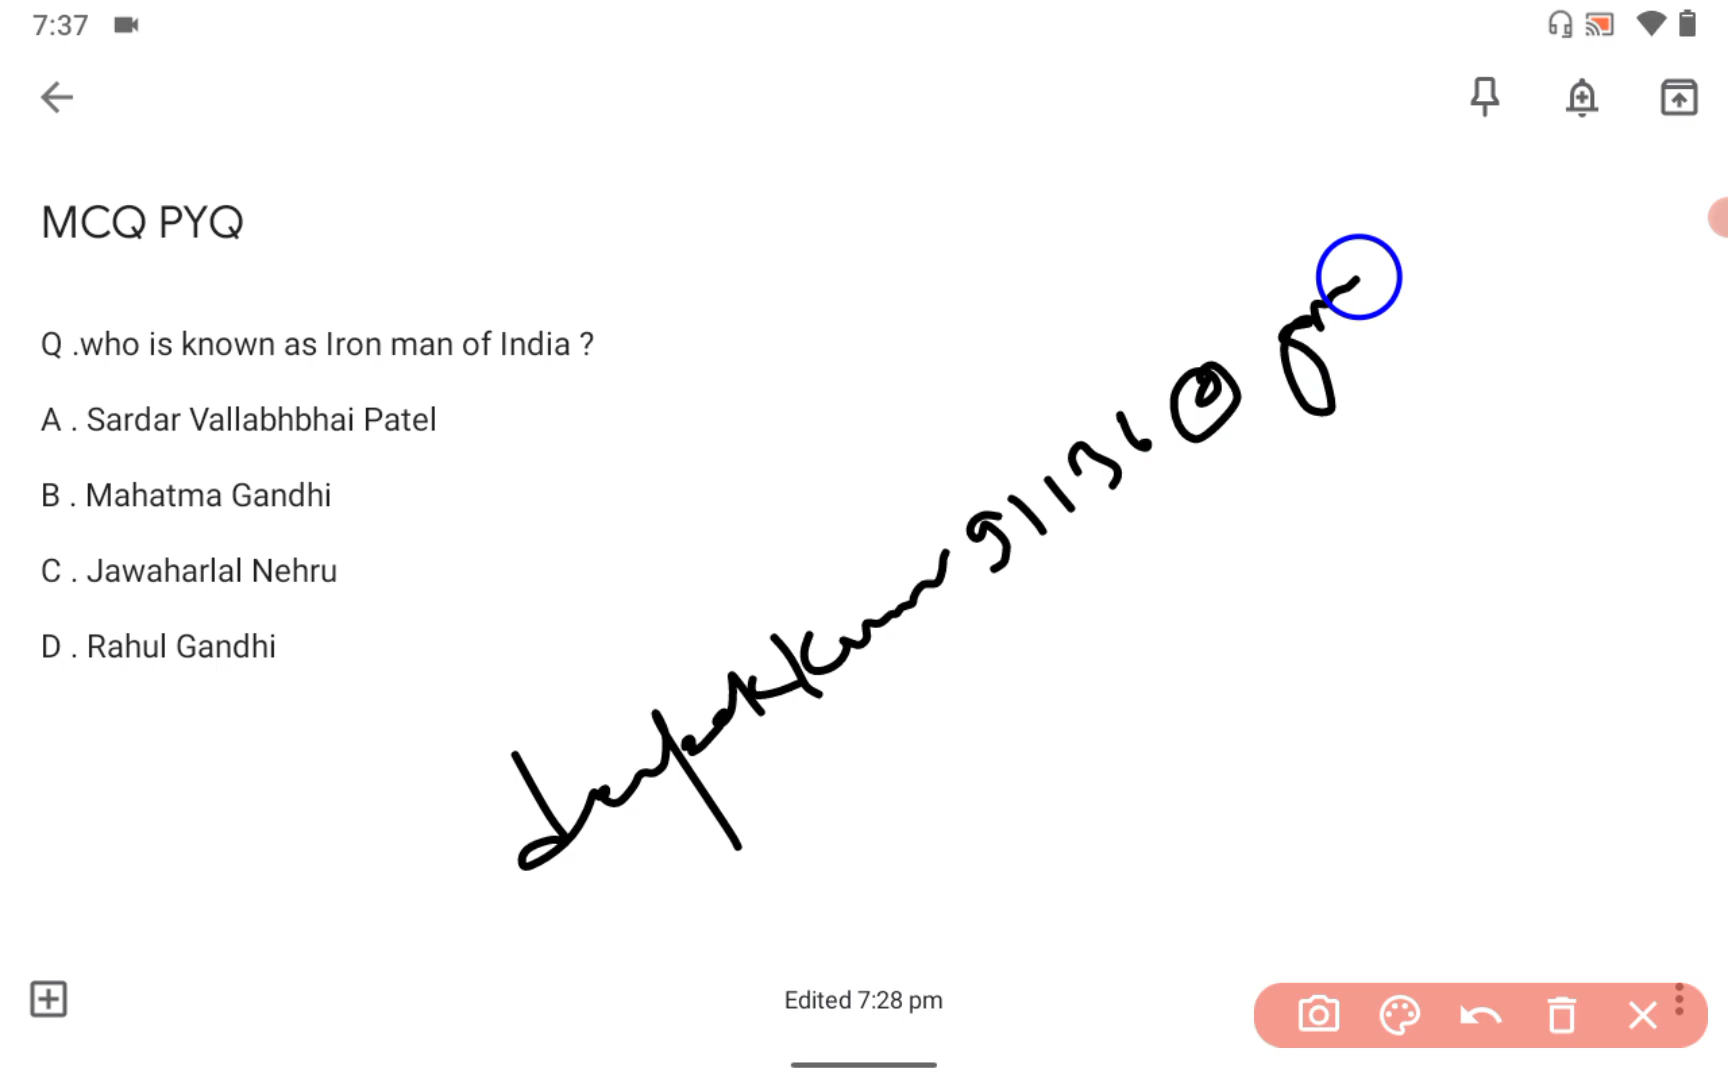 7:37
MCQ PYQ
Q .who is known as Iron man of India ?
A . Sardar Vallabhbhai Patel
B . Mahatma Gandhi
C . Jawaharlal Nehru
D . Rahul Gandhi
Edited 7:28 pm